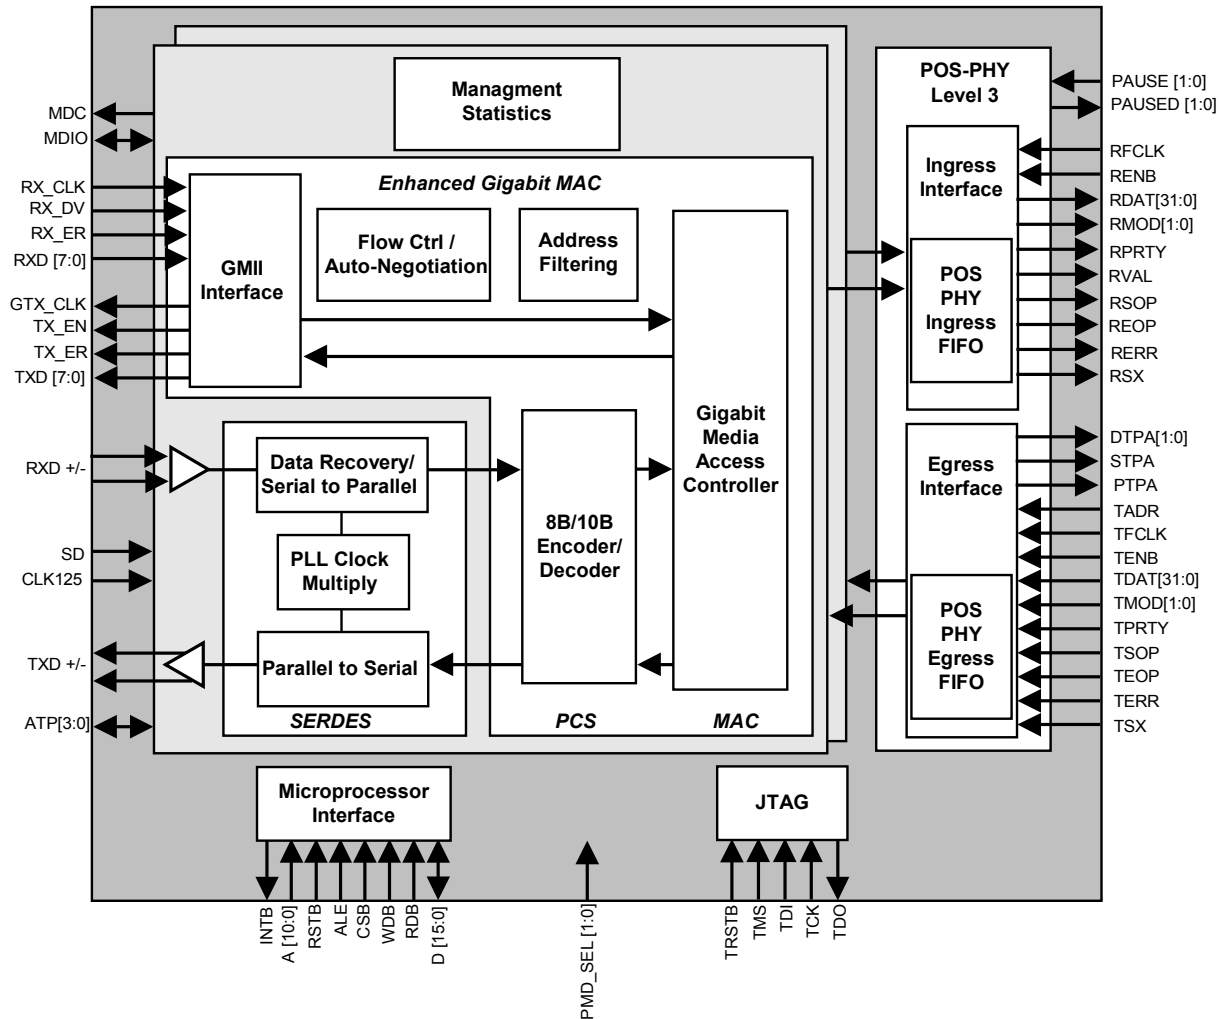 Managment
Statistics
POS-PHY
Level 3
PAUSE [1:0]
PAUSED [1:0]
MDC
MDIO
RX_CLK
RX_DV
RX_ER
RXD [7:0]
GTX_CLK
TX_EN
TX_ER
TXD [7:0]
RXD +/-
SD
CLK125
TXD +/-
ATP[3:0]
Enhanced Gigabit MAC
GMII
Interface
Flow Ctrl /
Auto-Negotiation
Address
Filtering
Gigabit
Media
Access
Controller
Data Recovery/
Serial to Parallel
PLL Clock
Multiply
Parallel to Serial
SERDES
8B/10B
Encoder/
Decoder
PCS
MAC
Ingress
Interface
POS
PHY
Ingress
FIFO
RFCLK
RENB
RDAT[31:0]
RMOD[1:0]
RPRTY
RVAL
RSOP
REOP
RERR
RSX
Egress
Interface
POS
PHY
Egress
FIFO
DTPA[1:0]
STPA
PTPA
TADR
TFCLK
TENB
TDAT[31:0]
TMOD[1:0]
TPRTY
TSOP
TEOP
TERR
TSX
Microprocessor
Interface
JTAG
INTB
A [10:0]
RSTB
ALE
CSB
WDB
RDB
D [15:0]
PMD_SEL [1:0]
TRSTB
TMS
TDI
TCK
TDO